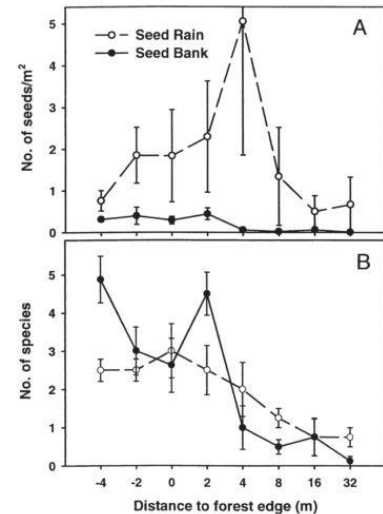 A
Seed Rain
Seed Bank
No. of seeds/m²
5
4
3
2
1
0
B
No. of species
5
4
3
2
1
0
-4 -2 0 2 4 8 16 32
Distance to forest edge (m)